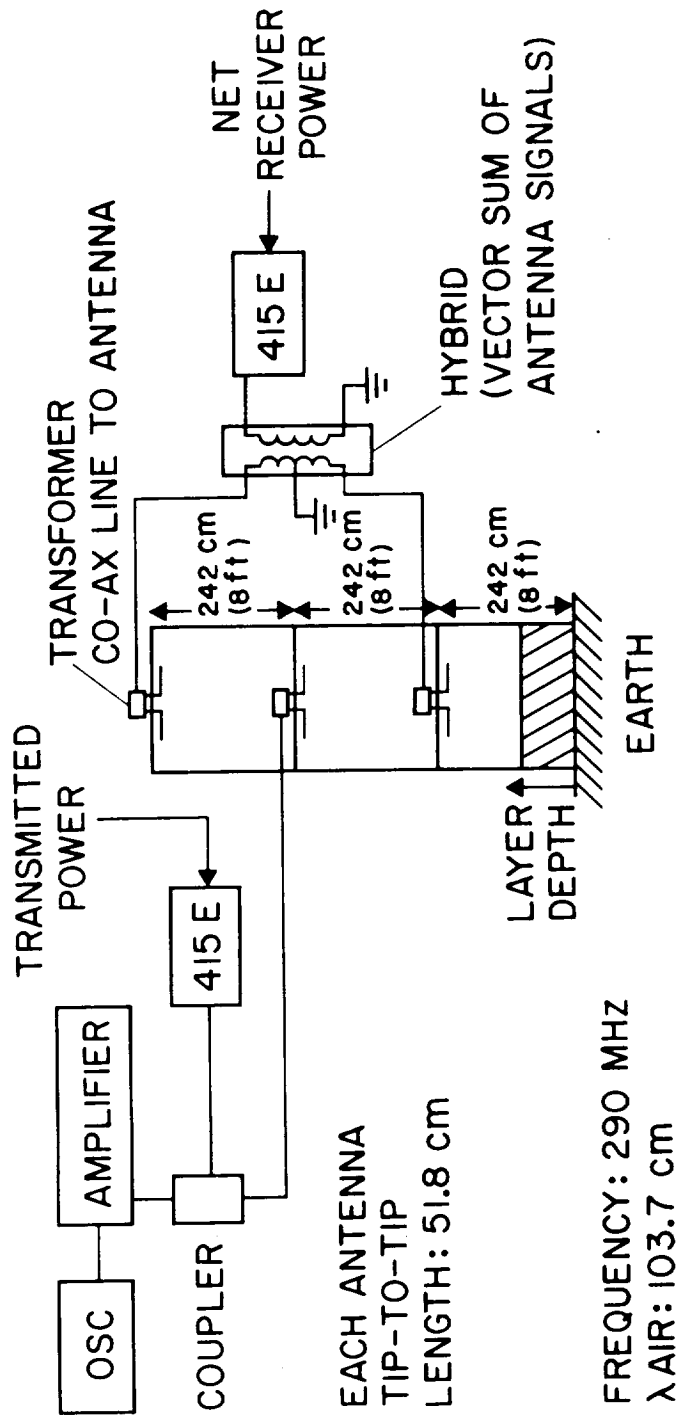 TRANSMITTED
POWER
TRANSFORMER
CO-AX LINE TO ANTENNA
OSC
AMPLIFIER
415 E
COUPLER
415 E
NET
RECEIVER
POWER
242 cm
(8 ft)
242 cm
(8 ft)
242 cm
(8 ft)
HYBRID
(VECTOR SUM OF
ANTENNA SIGNALS)
EACH ANTENNA
TIP-TO-TIP
LENGTH: 51.8 cm
LAYER
DEPTH
EARTH
FREQUENCY: 290 MHZ
λ AIR: 103.7 cm